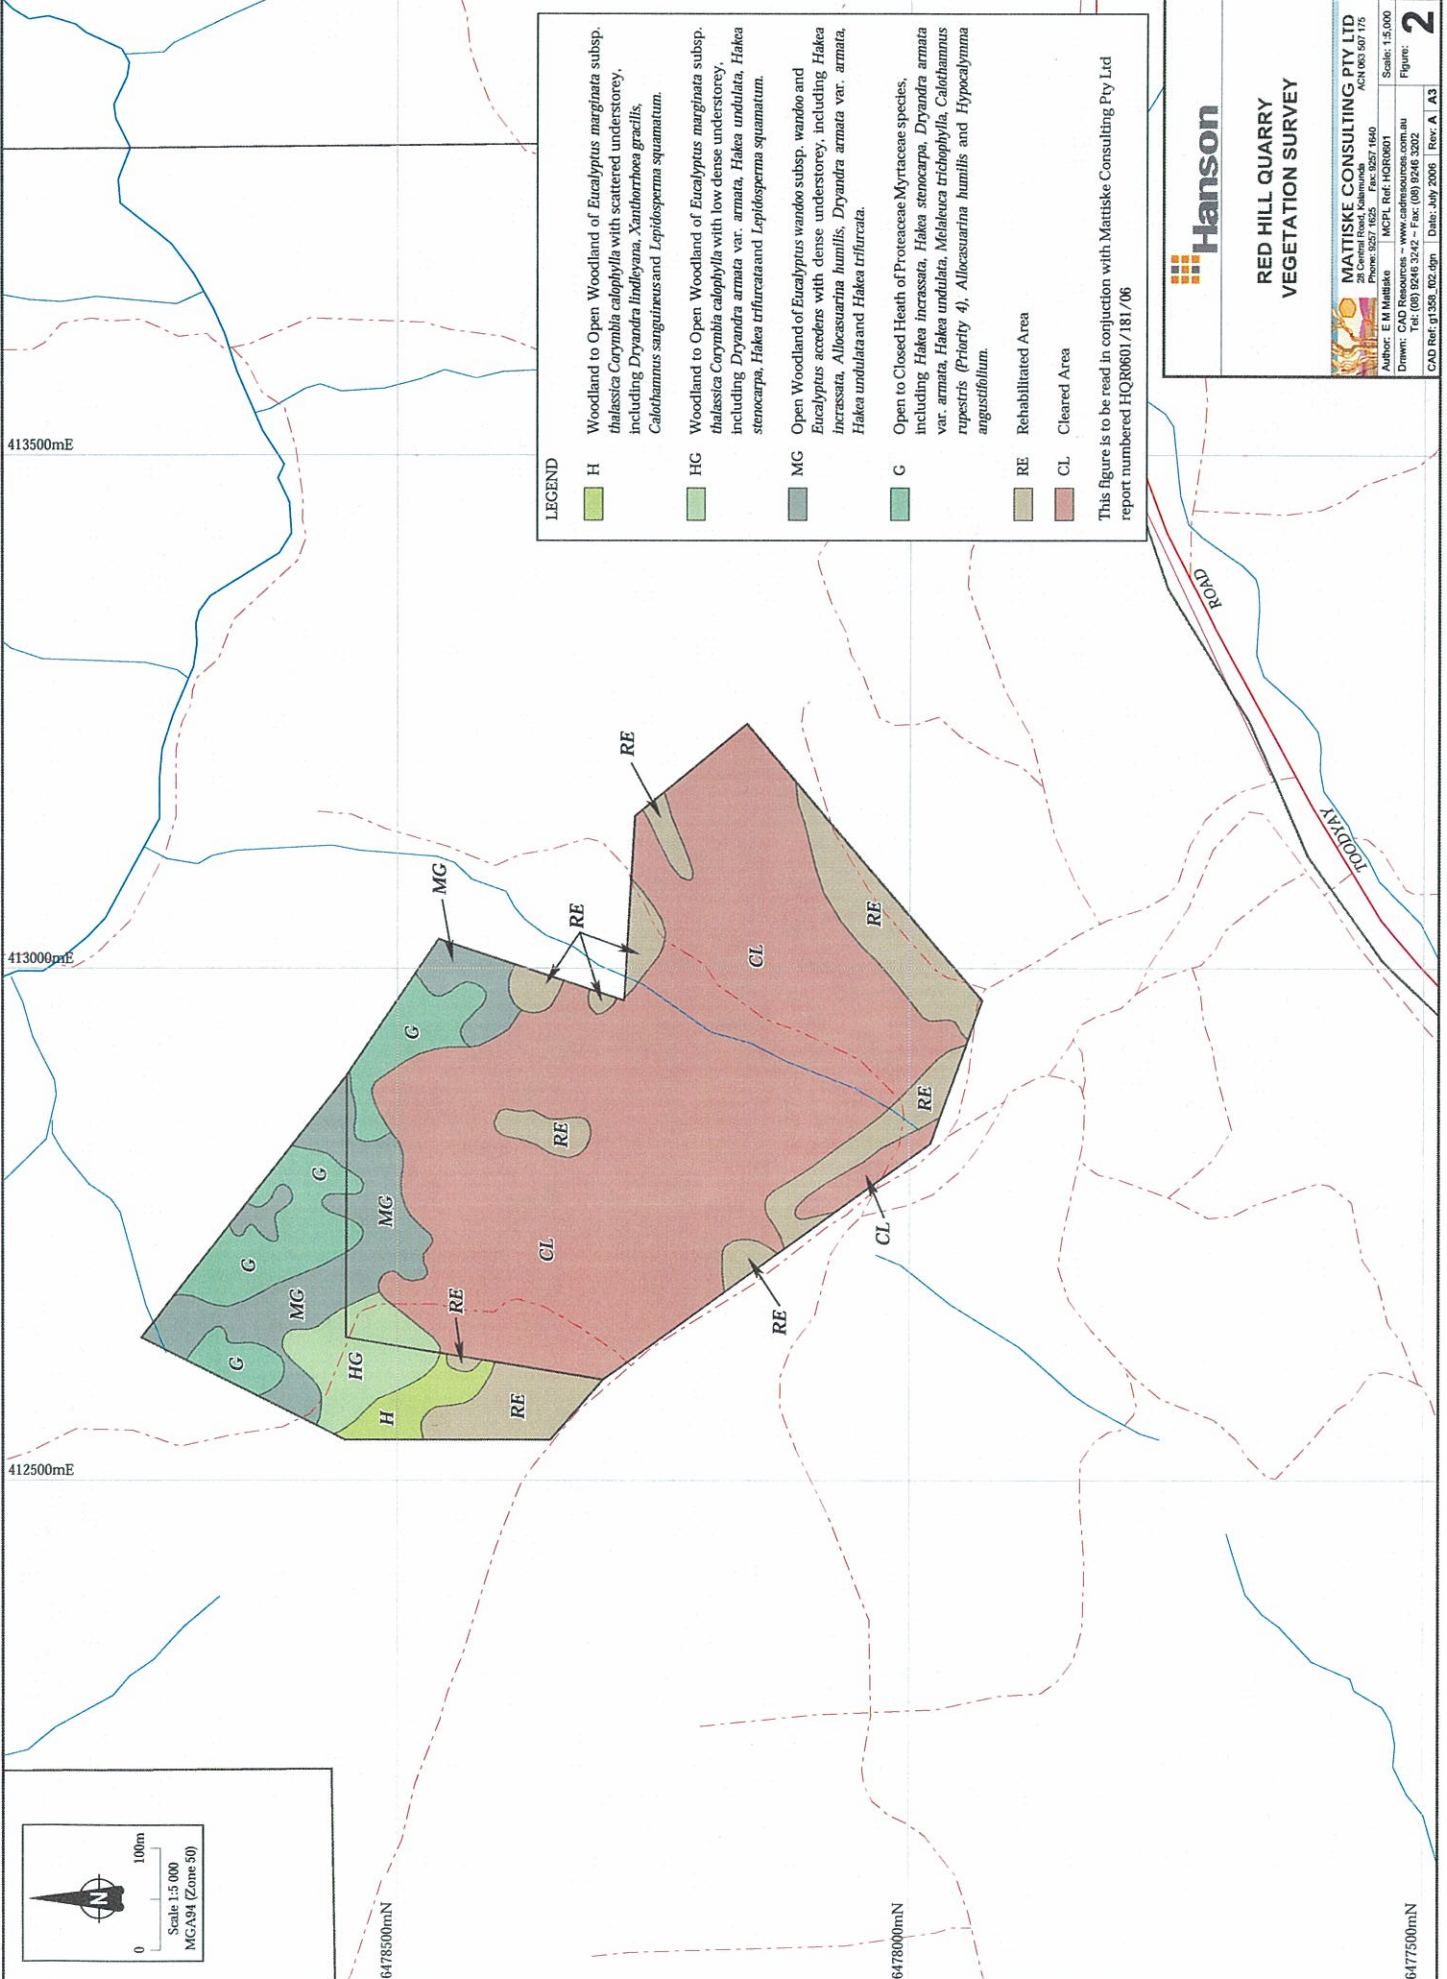 413500mE
413000mE
412500mE
6478500mN
6478000mN
6477500mN
N
0
100m
Scale 1:5 000
MGA94 (Zone 50)
MG
RE
RE
G
G
G
G
MG
MG
HG
H
RE
RE
RE
CL
CL
RE
RE
RE
CL
TOODYAY
ROAD
LEGEND
H
Woodland to Open Woodland of Eucalyptus marginata subsp.
thalassica Corymbia calophylla with scattered understorey,
including Dryandra lindleyana, Xanthorrhoea gracilis,
Calothamnus sanguineus and Lepidosperma squamatum.
HG
Woodland to Open Woodland of Eucalyptus marginata subsp.
thalassica Corymbia calophylla with low dense understorey,
including Dryandra armata var. armata, Hakea undulata, Hakea
stenocarpa, Hakea trifurcata and Lepidosperma squamatum.
MG
Open Woodland of Eucalyptus wandoo subsp. wandoo and
Eucalyptus accedens with dense understorey, including Hakea
incrassata, Allocasuarina humilis, Dryandra armata var. armata,
Hakea undulata and Hakea trifurcata.
G
Open to Closed Heath of Proteaceae Myrtaceae species,
including Hakea incrassata, Hakea stenocarpa, Dryandra armata
var. armata, Hakea undulata, Melaleuca trichophylla, Calothamnus
rupestris (Priority 4), Allocasuarina humilis and Hypocalymma
angustifolium.
RE
Rehabilitated Area
CL
Cleared Area
This figure is to be read in conjuction with Mattiske Consulting Pty Ltd
report numbered HQR0601/181/06
Hanson
RED HILL QUARRY
VEGETATION SURVEY
MATTISKE CONSULTING PTY LTD
28 Central Road, Kalamunda ACN 063 507 175
Phone: 9257 1625 Fax: 9257 1640
Author: E M Mattiske MCPL Ref: HQR0601 Scale: 1:5,000
Drawn: CAD Resources ~ www.cadresources.com.au
Tel: (08) 9246 3242 ~ Fax: (08) 9246 3202
Figure:
2
CAD Ref: g1358_f02.dgn Date: July 2006 Rev: A A3